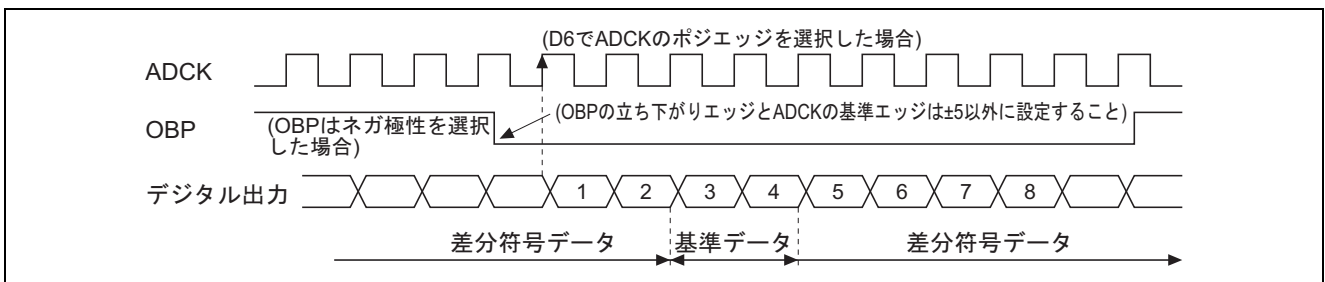 (D6でADCKのポジエッジを選択した場合)
ADCK
OBP
(OBPはネガ極性を選択
した場合)
(OBPの立ち下がりエッジとADCKの基準エッジは±5以外に設定すること)
デジタル出力
1 2 3 4 5 6 7 8
差分符号データ 基準データ 差分符号データ